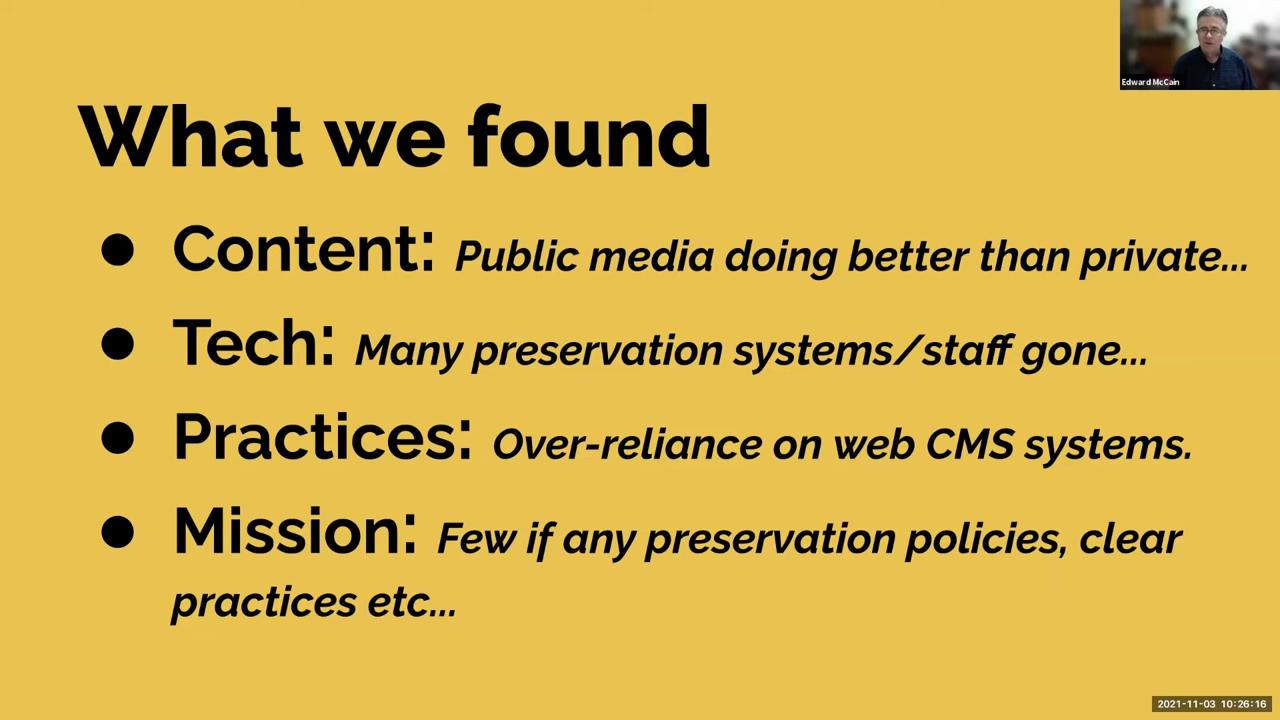 Edward McCain
What we found
● Content: Public media doing better than private...
● Tech: Many preservation systems/staff gone...
● Practices: Over-reliance on web CMS systems.
● Mission: Few if any preservation policies, clear
practices etc...
2021-11-03 10:26:16